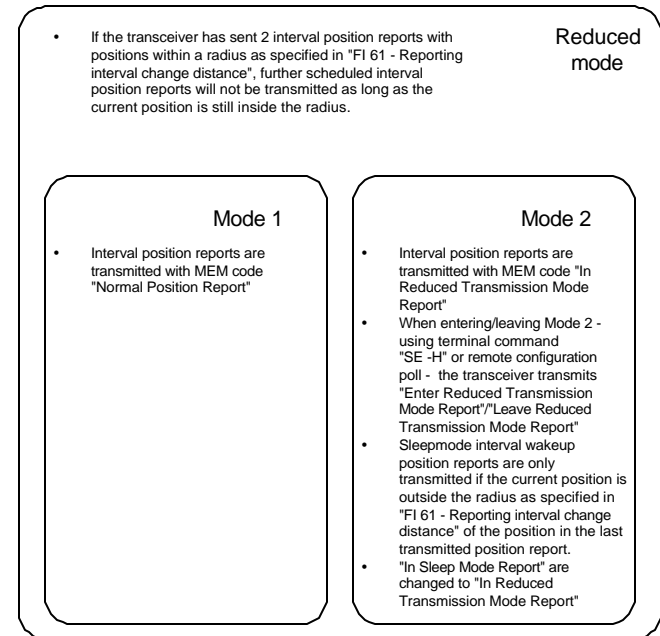 Reduced
mode
• If the transceiver has sent 2 interval position reports with
positions within a radius as specified in "FI 61 - Reporting
interval change distance", further scheduled interval
position reports will not be transmitted as long as the
current position is still inside the radius.
Mode 1
• Interval position reports are
transmitted with MEM code
"Normal Position Report"
Mode 2
• Interval position reports are
transmitted with MEM code "In
Reduced Transmission Mode
Report"
• When entering/leaving Mode 2 -
using terminal command
"SE -H" or remote configuration
poll - the transceiver transmits
"Enter Reduced Transmission
Mode Report"/"Leave Reduced
Transmission Mode Report"
• Sleepmode interval wakeup
position reports are only
transmitted if the current position is
outside the radius as specified in
"FI 61 - Reporting interval change
distance" of the position in the last
transmitted position report.
• "In Sleep Mode Report" are
changed to "In Reduced
Transmission Mode Report"